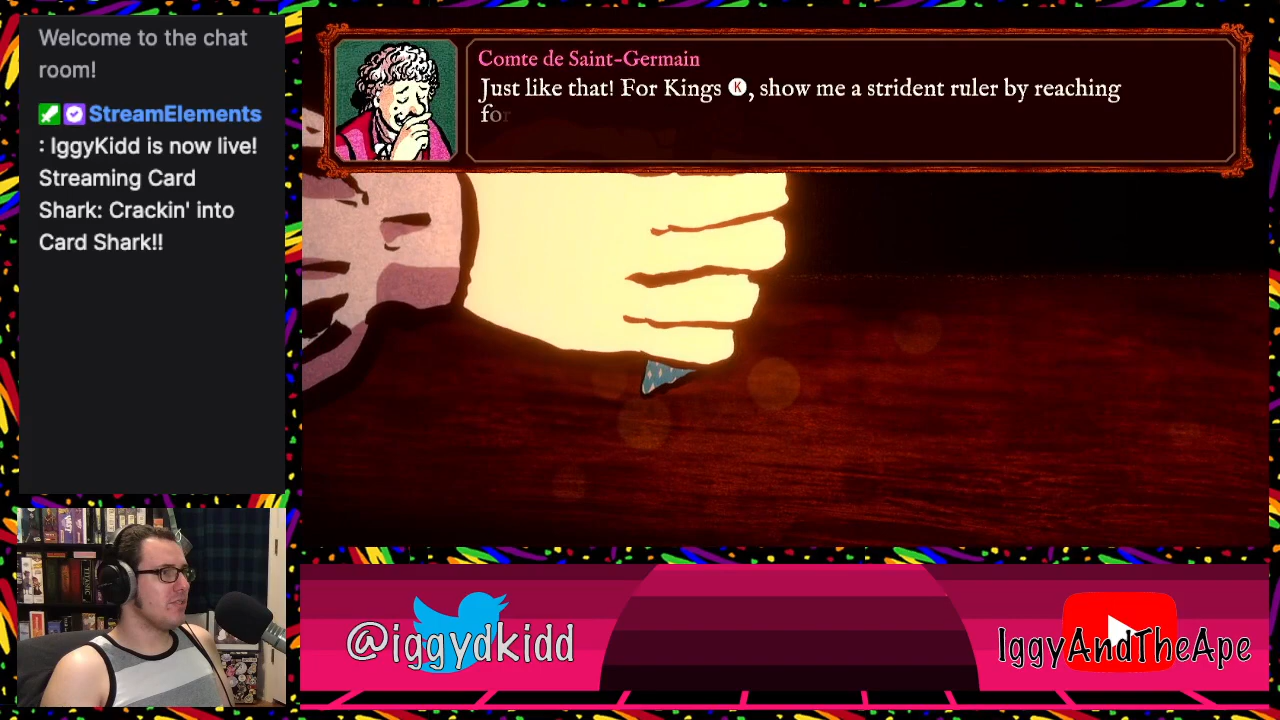 Welcome to the chat
room!
StreamElements
: IggyKidd is now live!
Streaming Card
Shark: Crackin' into
Card Shark!!
Comte de Saint-Germain
Just like that! For Kings K, show me a strident ruler by reaching
for
TITANIC
@iggydkidd
IggyAndTheApe